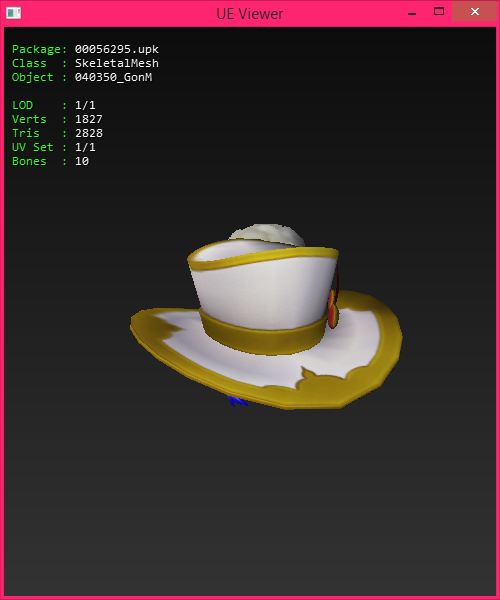 UE Viewer
Package: 00056295.upk
Class : SkeletalMesh
Object : 040350_GonM
LOD : 1/1
Verts : 1827
Tris : 2828
UV Set : 1/1
Bones : 10